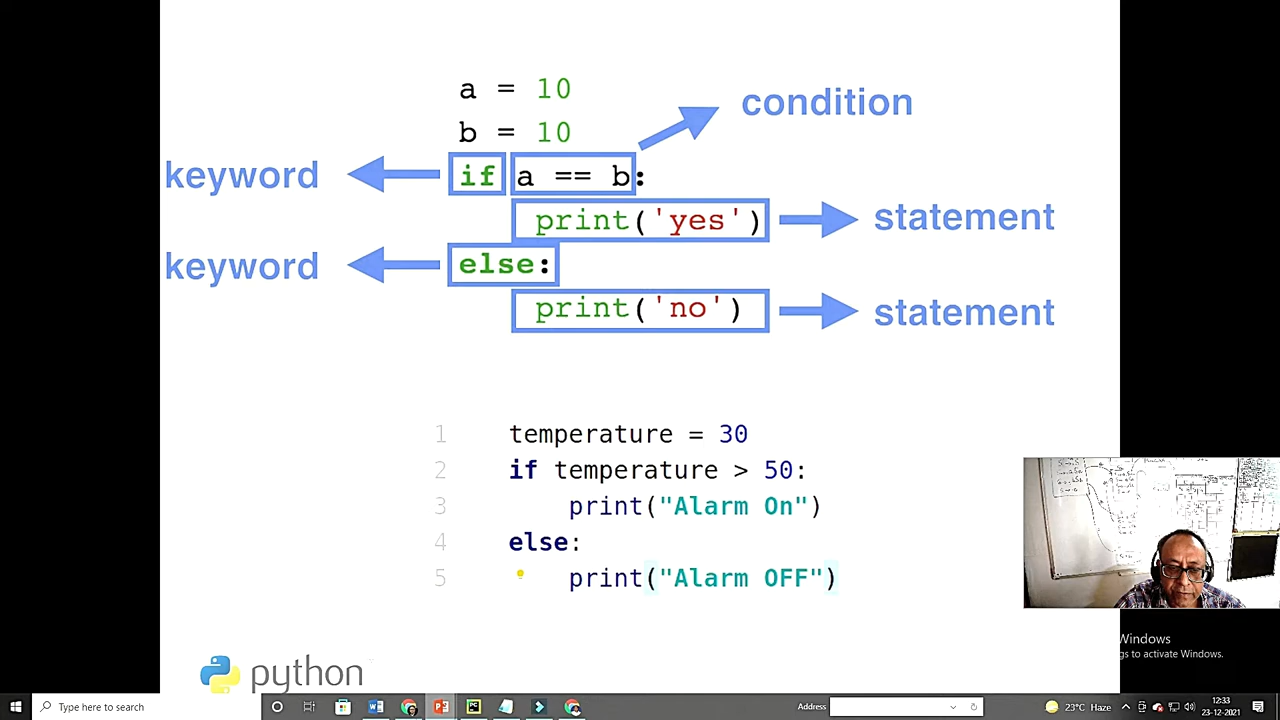 a = 10
condition
b = 10
keyword
if a == b:
print('yes')
statement
keyword
else:
print('no')
statement
1 temperature = 30
2 if temperature > 50:
3 print("Alarm On")
4 else:
5 print("Alarm OFF")
python
Windows
gs to activate Windows.
Type here to search
Address
23°C Haze
12:33
23-12-2021